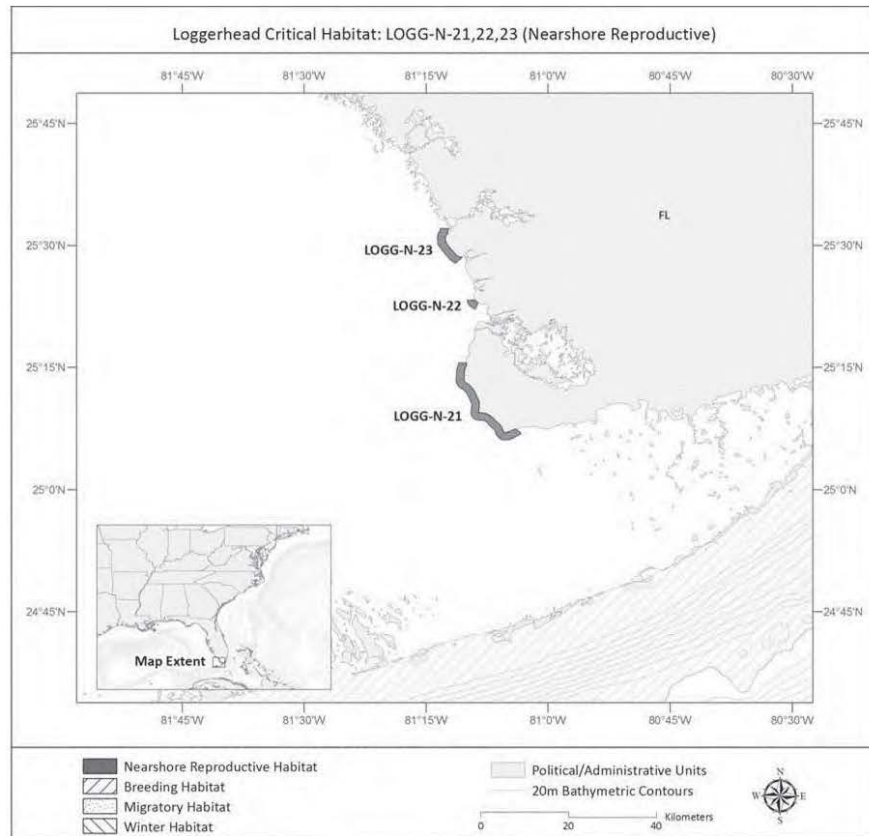 Loggerhead Critical Habitat: LOGG-N-21,22,23 (Nearshore Reproductive)
81°45'W 81°30'W 81°15'W 81°0'W 80°45'W 80°30'W
25°45'N 25°45'N
FL
25°30'N 25°30'N
LOGG-N-23
LOGG-N-22
25°15'N 25°15'N
LOGG-N-21
25°0'N 25°0'N
24°45'N 24°45'N
Map Extent
81°45'W 81°30'W 81°15'W 81°0'W 80°45'W 80°30'W
Nearshore Reproductive Habitat
Breeding Habitat
Migratory Habitat
Winter Habitat
Political/Administrative Units
20m Bathymetric Contours
Kilometers
0 20 40
N
W E
S